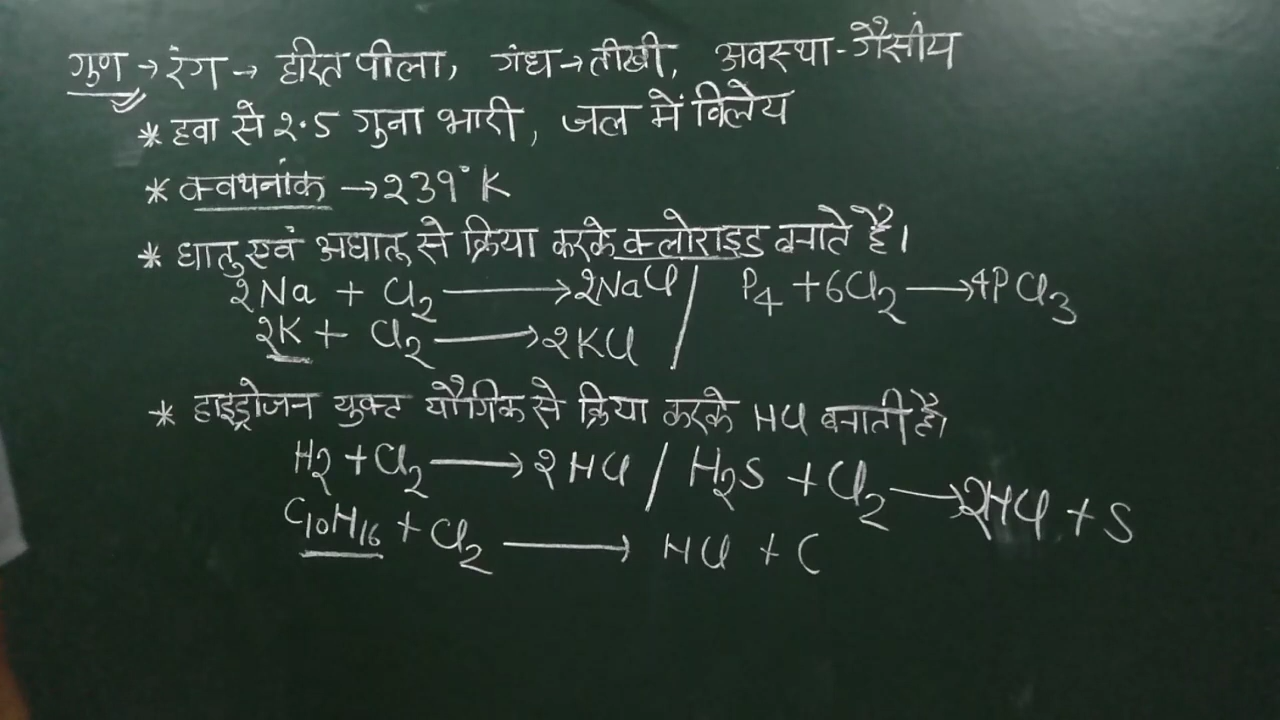 गुण → रंग → हरित पीला, गंध → तीखी, अवस्था - गैसीय
* हवा से 2.5 गुना भारी, जल में विलेय
* क्वथनांक → 239°K
* धातु एवं अधातु से क्रिया करके क्लोराइड बनाते है।
2Na + Cl2 → 2NaCl / P4 + 6Cl2 → 4PCl3
2K + Cl2 → 2KCl
* हाइड्रोजन युक्ट यौगिक से क्रिया करके HCl बनाती है।
H2 + Cl2 → 2HCl / H2S + Cl2 → 2HCl + S
C10H16 + Cl2 → HCl + C